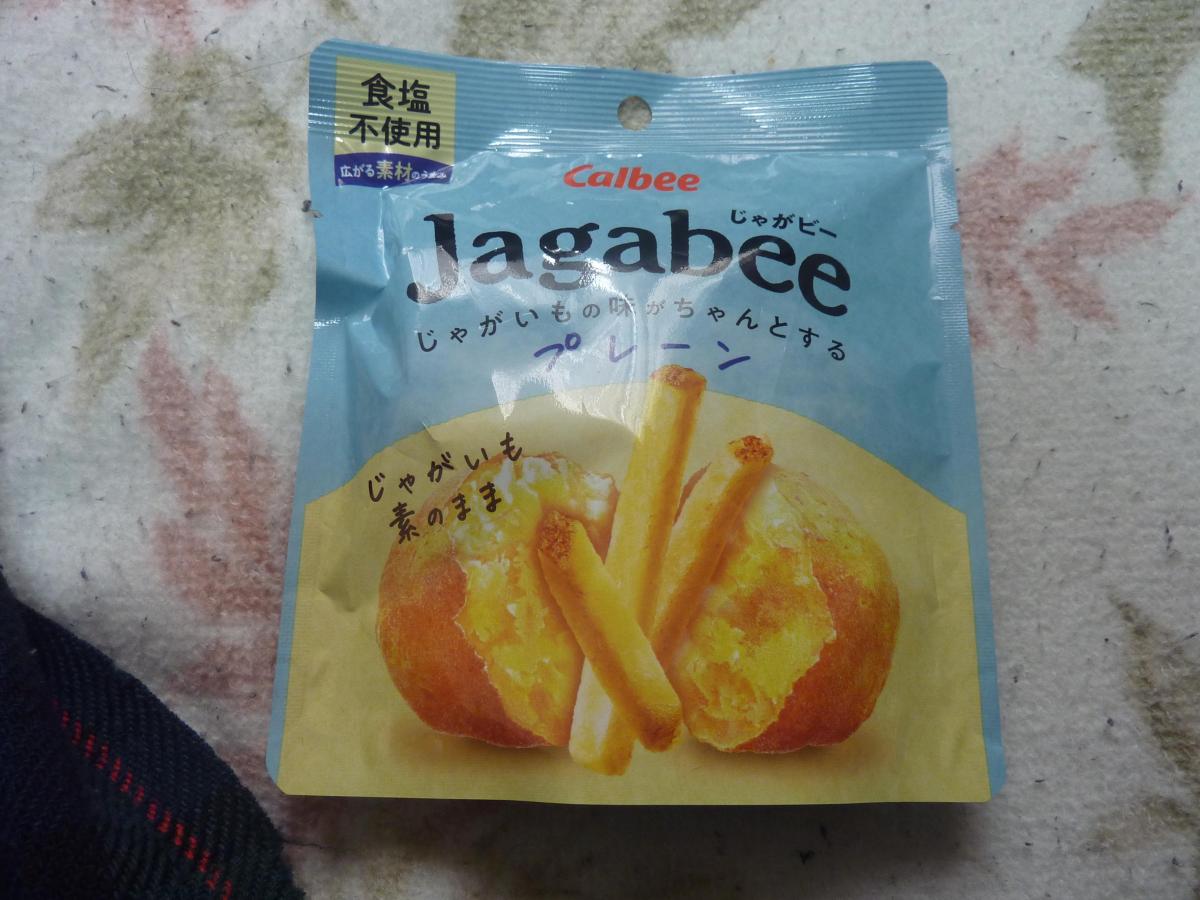 食塩
不使用
広がる素材の
Calbee
じゃがビー
Jagabee
じゃがいもの味がちゃんとする
プレーン
じゃがいも
素のまま